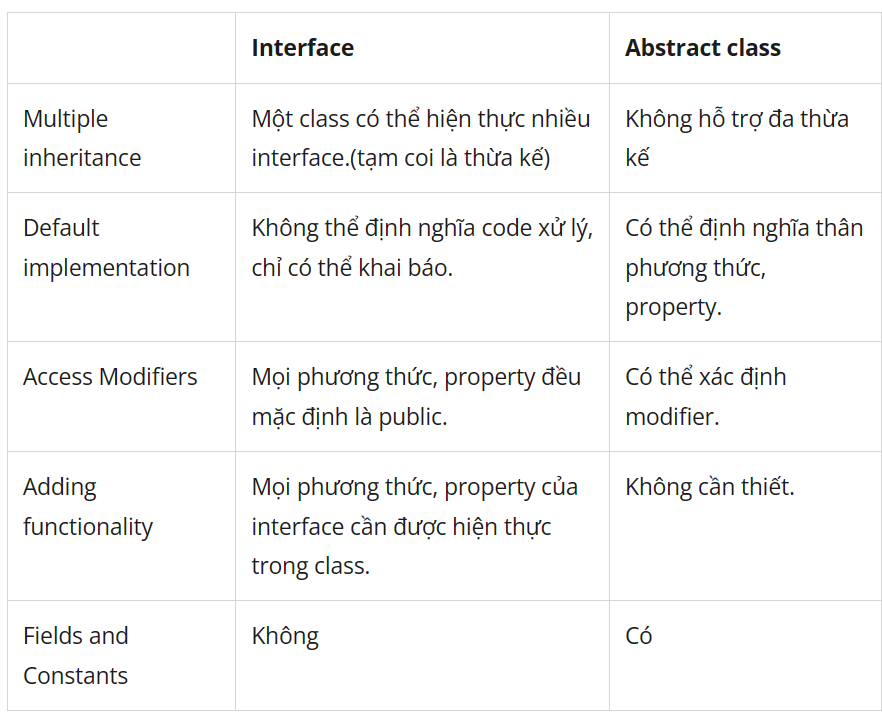 Interface
Abstract class
Multiple
inheritance
Một class có thể hiện thực nhiều
interface.(tạm coi là thừa kế)
Không hỗ trợ đa thừa
kế
Default
implementation
Không thể định nghĩa code xử lý,
chỉ có thể khai báo.
Có thể định nghĩa thân
phương thức,
property.
Access Modifiers
Mọi phương thức, property đều
mặc định là public.
Có thể xác định
modifier.
Adding
functionality
Mọi phương thức, property của
interface cần được hiện thực
trong class.
Không cần thiết.
Fields and
Constants
Không
Có